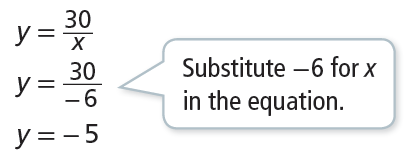 y = 30/x
y = 30/−6
Substitute −6 for x
in the equation.
y = −5